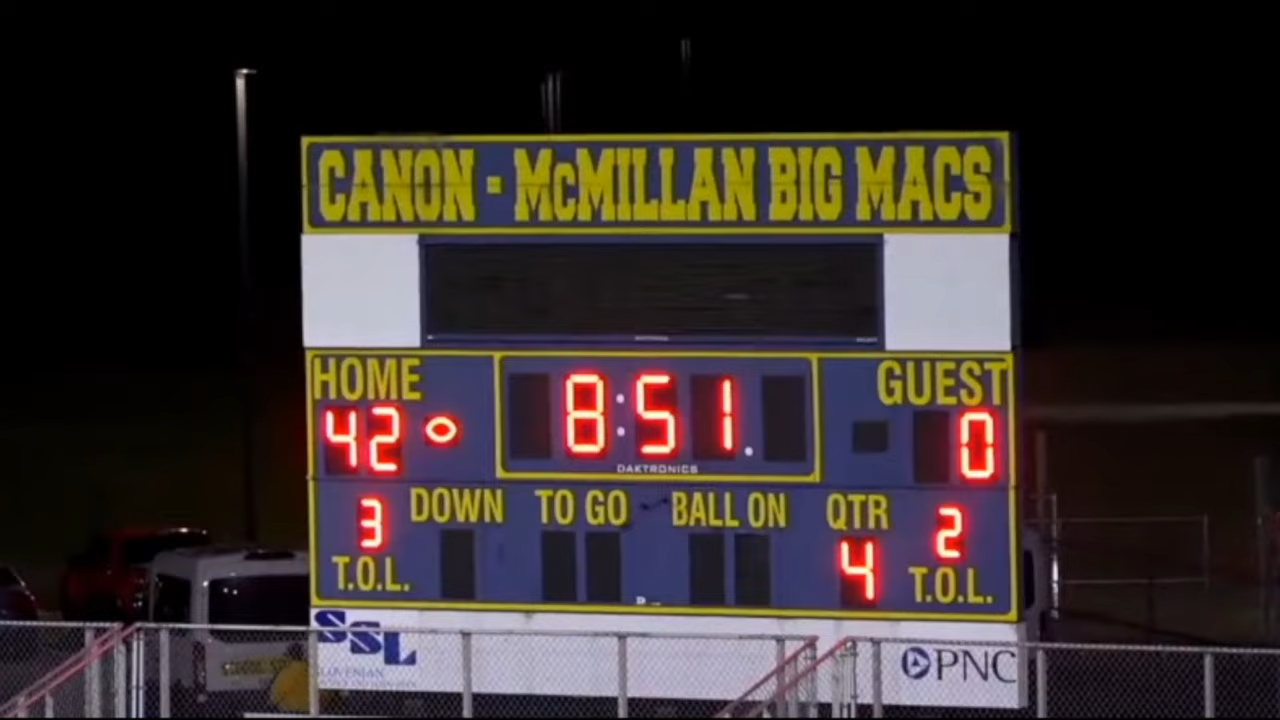 CANON - McMILLAN BIG MACS
HOME 8:51 GUEST
42 0
DAKTRONICS
3 DOWN TO GO BALL ON QTR 2
T.O.L. 4 T.O.L.
SSL PNC